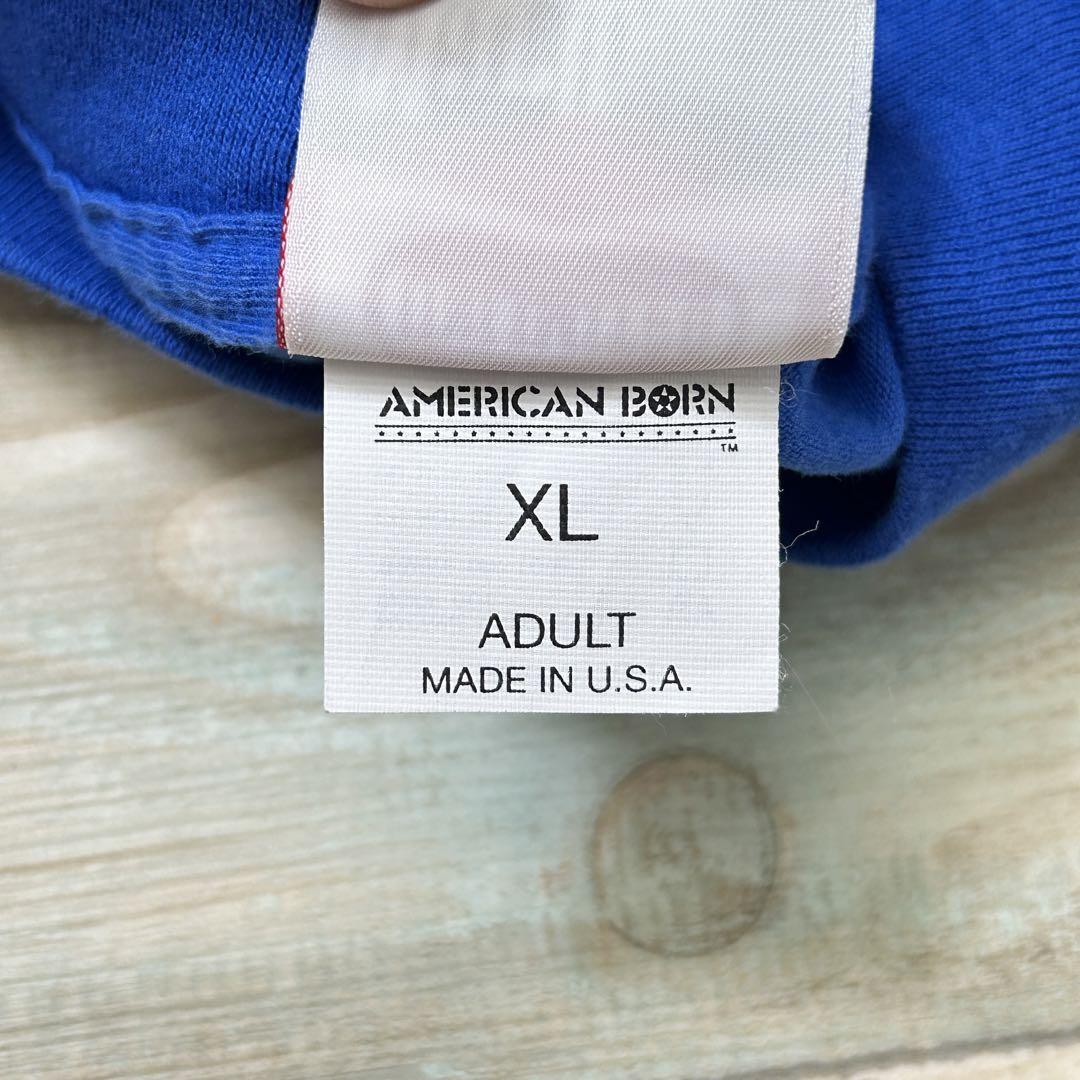 AMERICAN BORN
TM
XL
ADULT
MADE IN U.S.A.